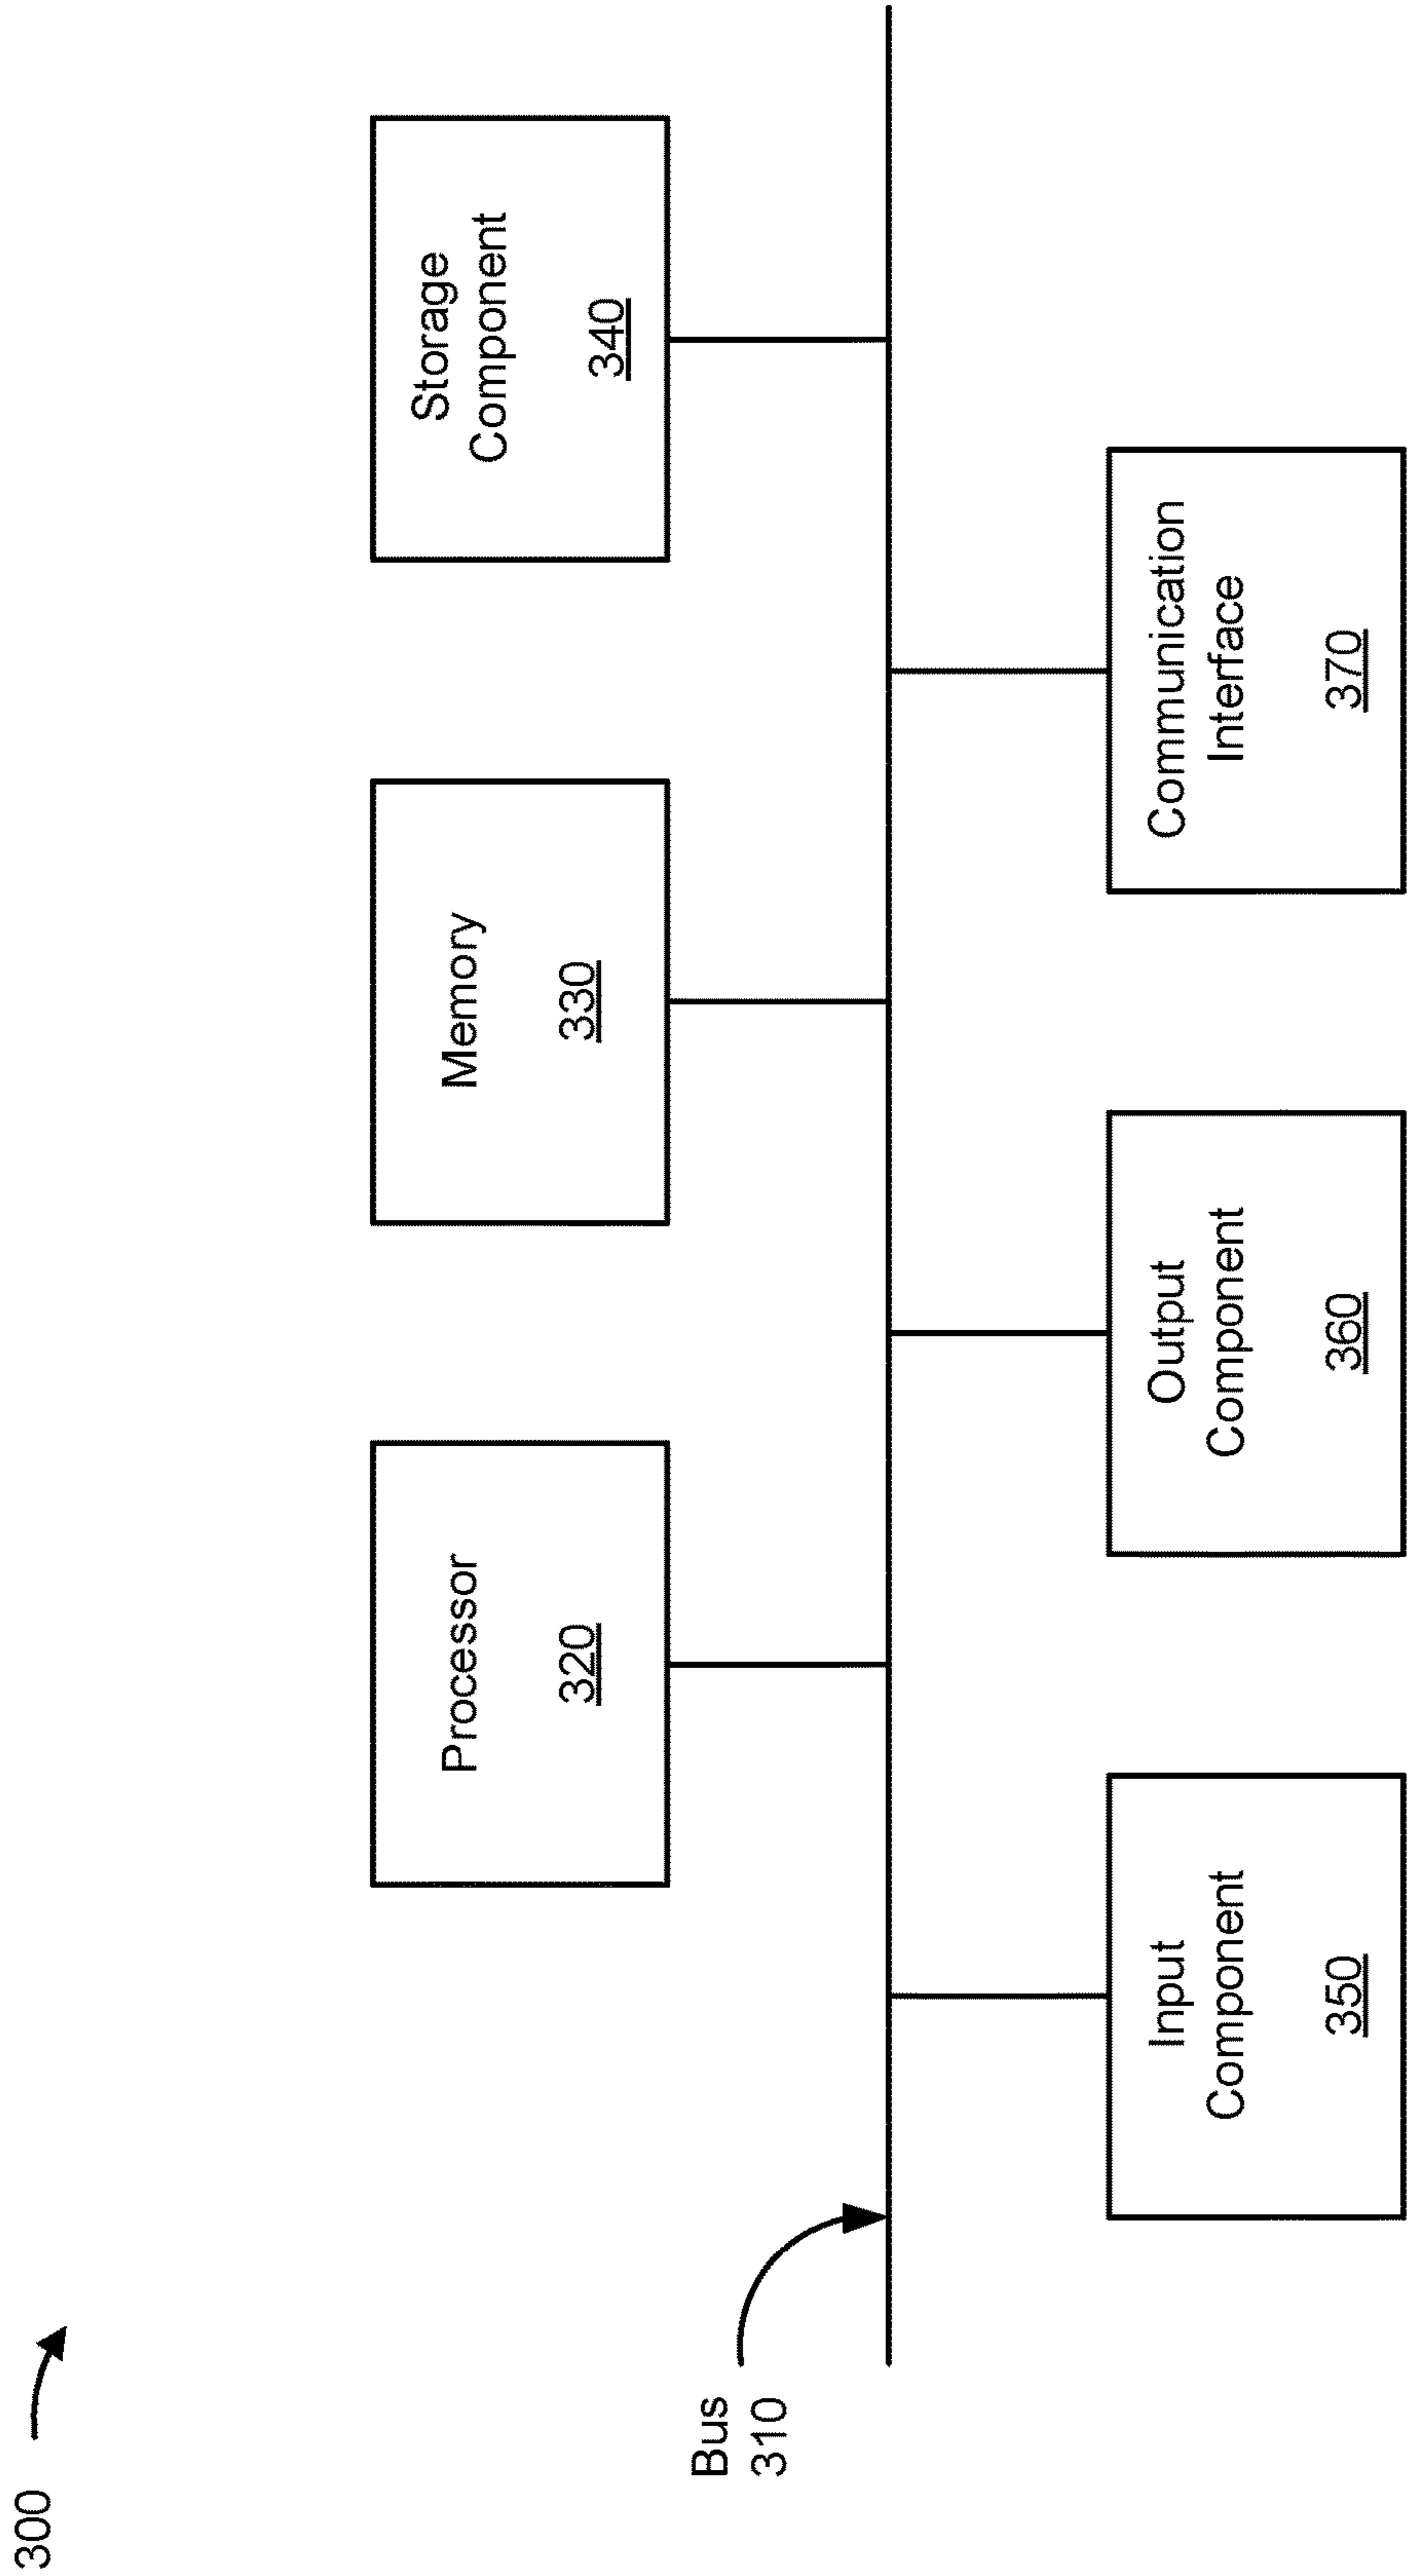 300
Processor
320
Memory
330
Storage
Component
340
Bus
310
Input
Component
350
Output
Component
360
Communication
Interface
370